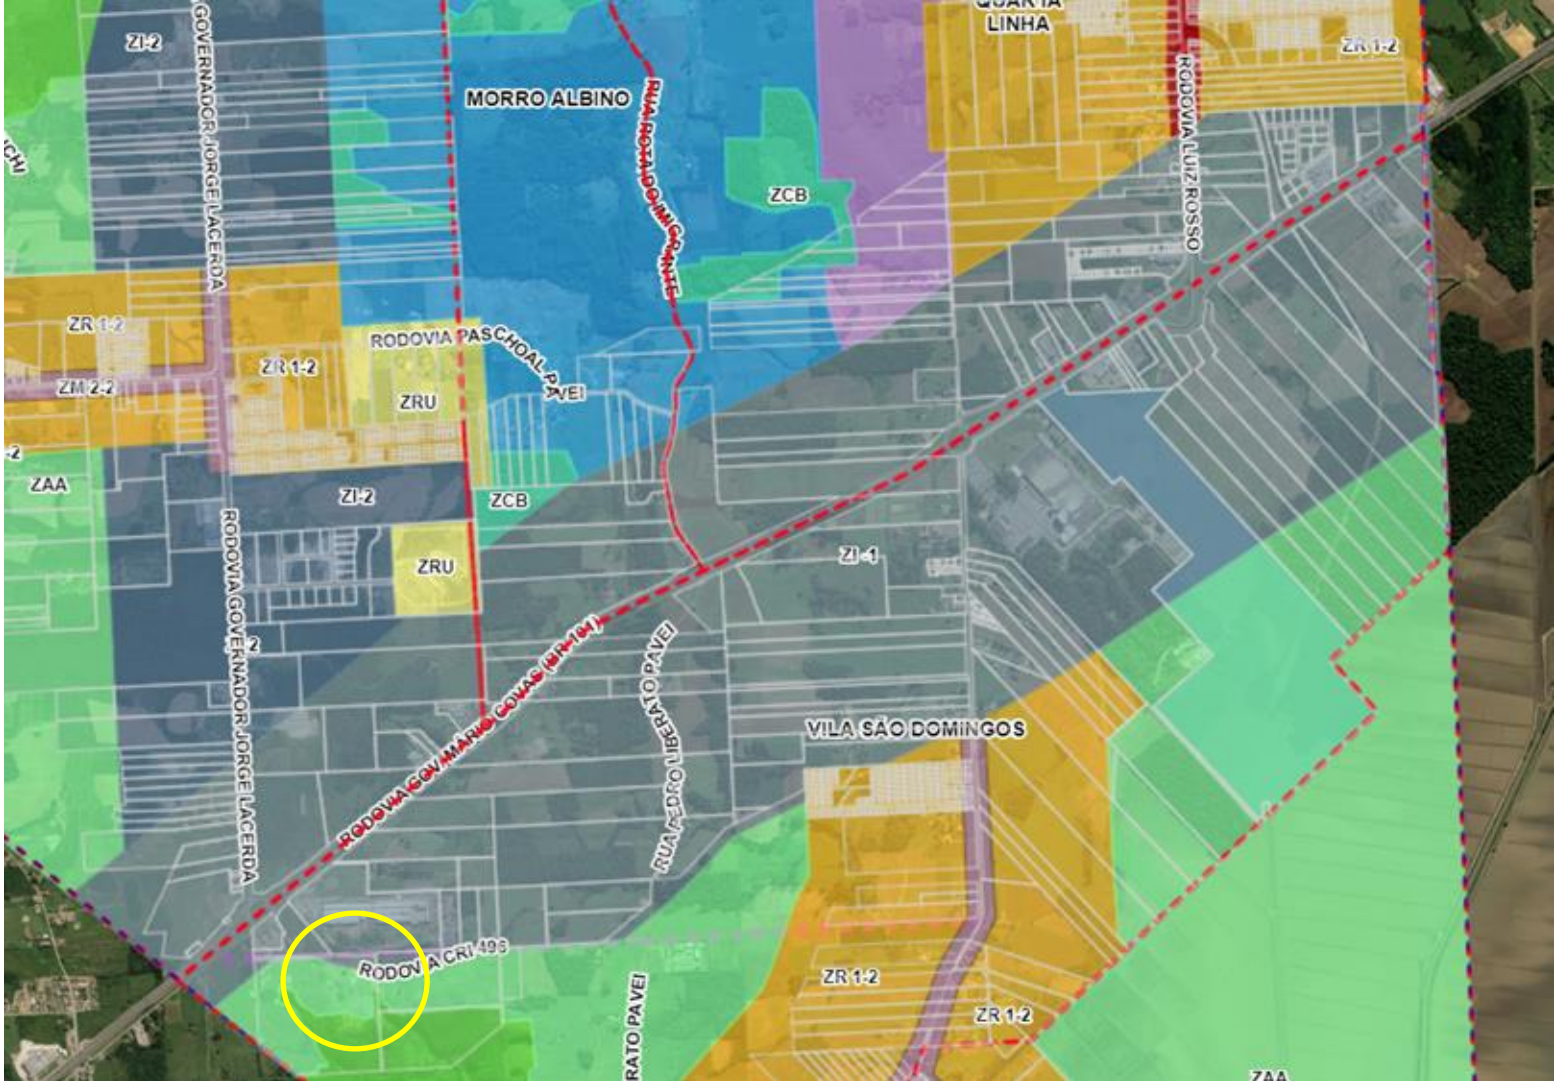 QUARTA
LINHA
ZI-2
GOVERNADOR JORGE LACERDA
ZR 1-2
MORRO ALBINO
RUA ROTA DO IMIGRANTE
RODOVIA LUIZ ROSSO
ZCB
ZR 1-2
RODOVIA PASCHOAL PAVEI
ZR 1-2
ZM 2-2
ZRU
-2
ZAA
ZI-2
ZCB
RODOVIA GOVERNADOR JORGE LACERDA
ZRU
ZI-1
2
RODOVIA GOV. MÁRIO COVAS (BR-101)
RUA PEDRO LIBERATO PAVEI
VILA SÃO DOMINGOS
RODOVIA CRI 496
ZR 1-2
RATO PAVEI
ZR 1-2
ZAA